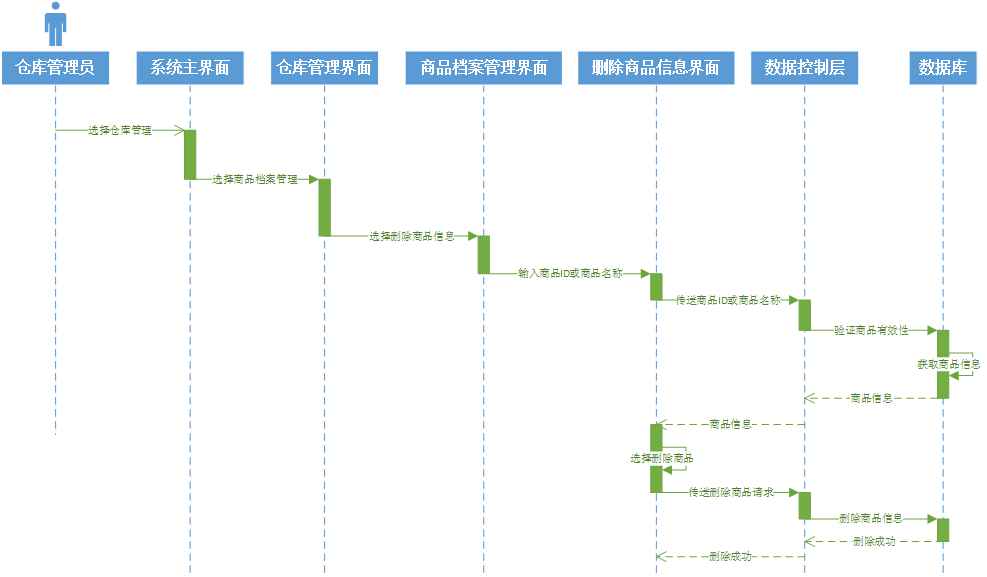 仓库管理员
系统主界面
仓库管理界面
商品档案管理界面
删除商品信息界面
数据控制层
数据库
选择仓库管理
选择商品档案管理
选择删除商品信息
输入商品ID或商品名称
传送商品ID或商品名称
验证商品有效性
获取商品信息
商品信息
商品信息
选择删除商品
传送删除商品请求
删除商品信息
删除成功
删除成功